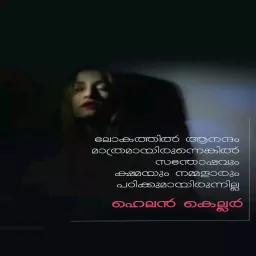 ലോകത്തിൽ ആനന്ദം
മാത്രമായിരുന്നെങ്കിൽ
സന്തോഷവും
ക്ഷമയും നമ്മളാരും
പഠിക്കുമായിരുന്നില്ല
ഹെലൻ കെല്ലർ